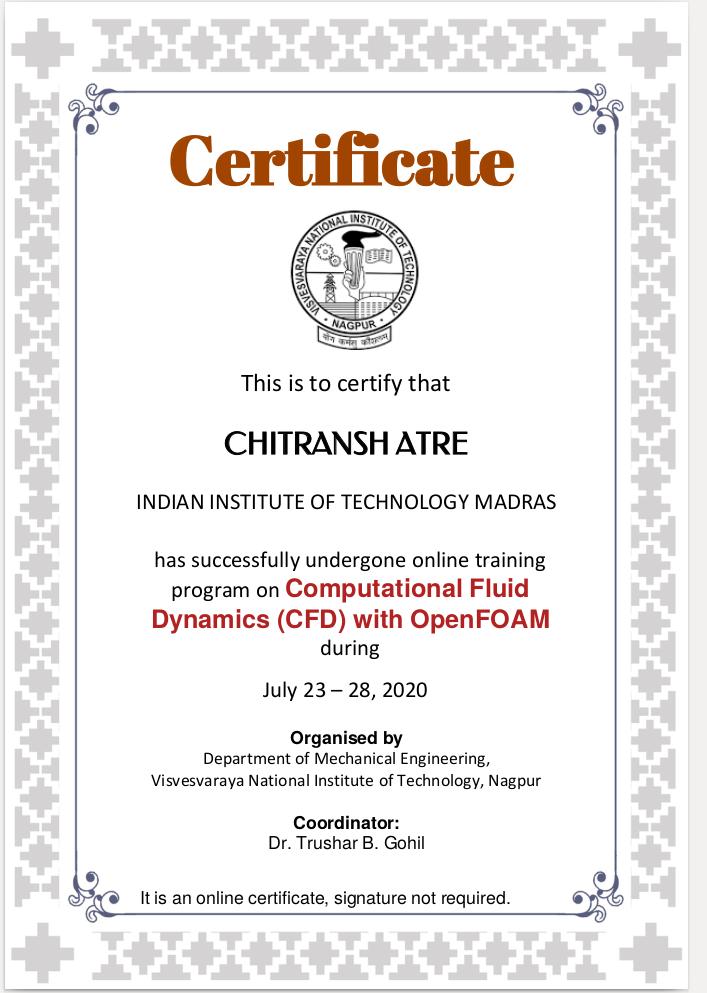 Certificate
VISVESVARAYA NATIONAL INSTITUTE OF TECHNOLOGY
• NAGPUR •
योगः कर्मसु कौशलम्
This is to certify that
CHITRANSH ATRE
INDIAN INSTITUTE OF TECHNOLOGY MADRAS
has successfully undergone online training
program on Computational Fluid
Dynamics (CFD) with OpenFOAM
during
July 23 – 28, 2020
Organised by
Department of Mechanical Engineering,
Visvesvaraya National Institute of Technology, Nagpur
Coordinator:
Dr. Trushar B. Gohil
It is an online certificate, signature not required.